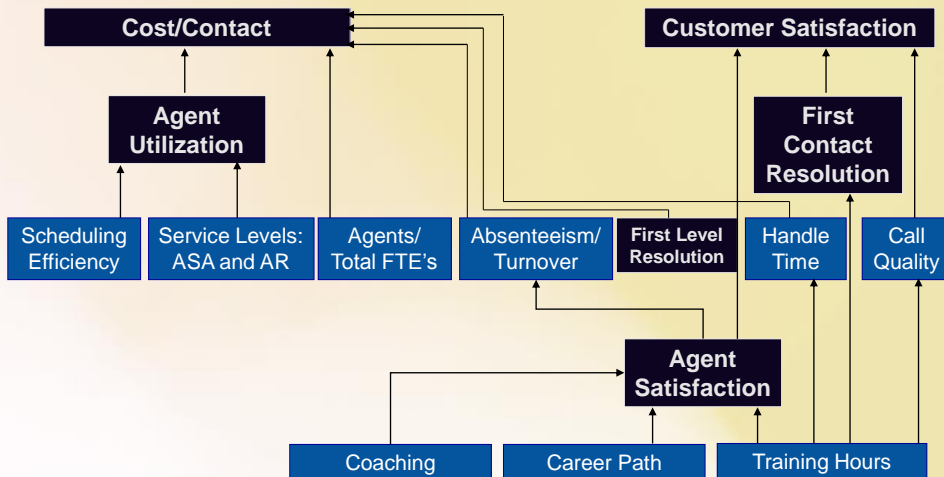 Cost/Contact
Customer Satisfaction
Agent
Utilization
First
Contact
Resolution
Scheduling
Efficiency
Service Levels:
ASA and AR
Agents/
Total FTE's
Absenteeism/
Turnover
First Level
Resolution
Handle
Time
Call
Quality
Agent
Satisfaction
Coaching
Career Path
Training Hours